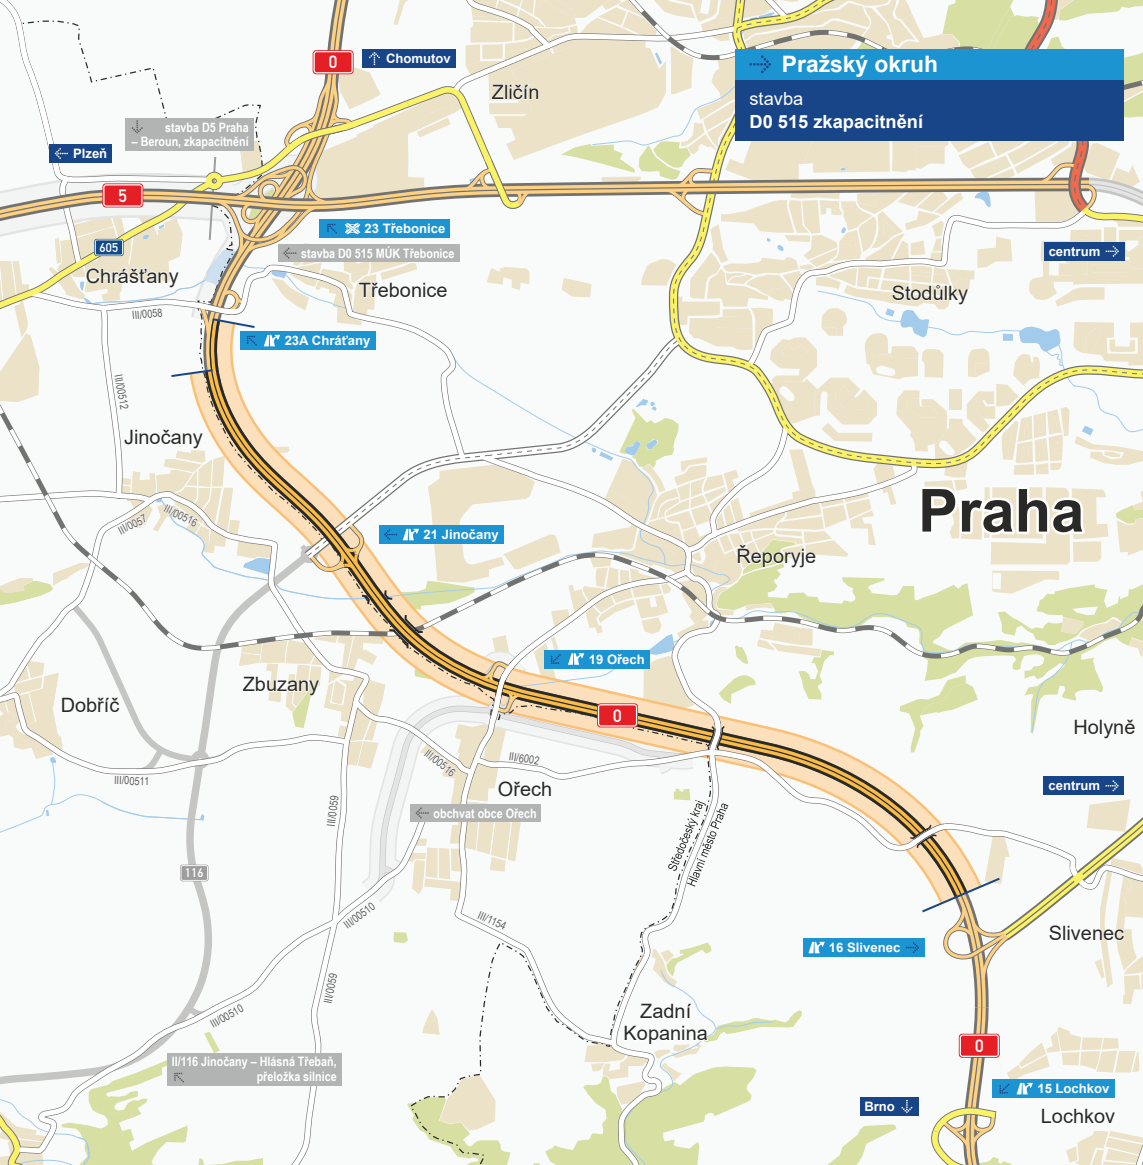 0
Chomutov
Zličín
Pražský okruh
stavba
D0 515 zkapacitnění
stavba D5 Praha
– Beroun, zkapacitnění
Plzeň
5
23 Třebonice
stavba D0 515 MÚK Třebonice
605
centrum
Chrášťany
Třebonice
Stodůlky
III/0058
23A Chráťany
III/00512
Jinočany
Praha
III/0057
III/00516
21 Jinočany
Řeporyje
19 Ořech
Zbuzany
Dobříč
0
Holyně
III/00516
III/6002
III/00511
Ořech
centrum
III/0059
obchvat obce Ořech
Středočeský kraj
Hlavní město Praha
116
III/00510
III/1154
Slivenec
16 Slivenec
III/0059
III/00510
Zadní
Kopanina
0
II/116 Jinočany – Hlásná Třebaň,
přeložka silnice
15 Lochkov
Brno
Lochkov